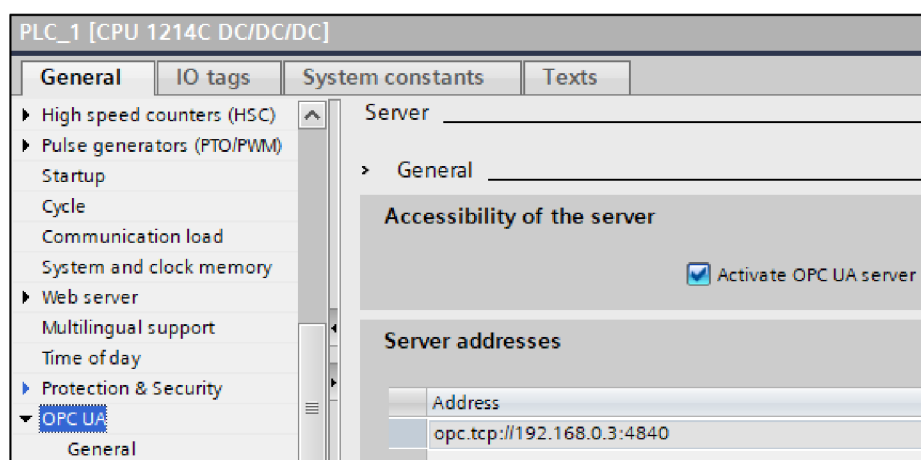 PLC_1 [CPU 1214C DC/DC/DC]
General IO tags System constants Texts
High speed counters (HSC)
Pulse generators (PTO/PWM)
Startup
Cycle
Communication load
System and clock memory
Web server
Multilingual support
Time of day
Protection & Security
OPC UA
General
Server
General
Accessibility of the server
Activate OPC UA server
Server addresses
Address
opc.tcp://192.168.0.3:4840